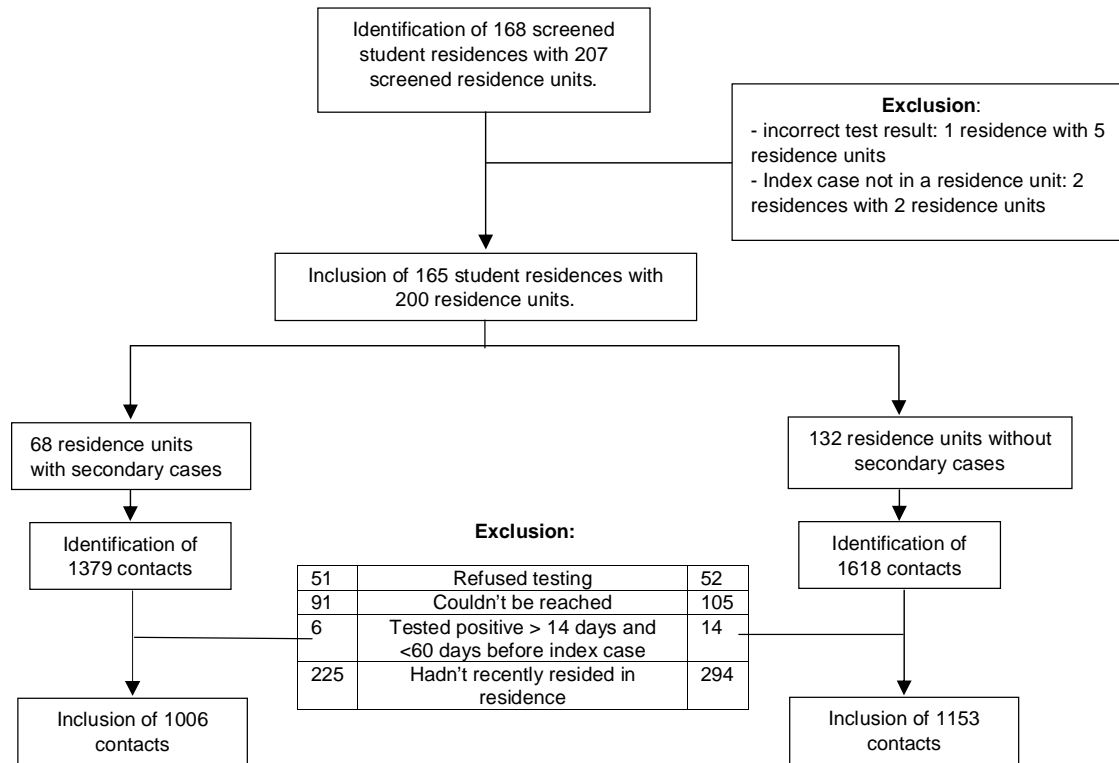 Identification of 168 screened
student residences with 207
screened residence units.
Exclusion:
- incorrect test result: 1 residence with 5
residence units
- Index case not in a residence unit: 2
residences with 2 residence units
Inclusion of 165 student residences with
200 residence units.
68 residence units
with secondary cases
132 residence units without
secondary cases
Identification of
1379 contacts
Exclusion:
Identification of
1618 contacts
51 Refused testing 52
91 Couldn't be reached 105
6 Tested positive > 14 days and 14
<60 days before index case
225 Hadn't recently resided in 294
residence
Inclusion of 1006
contacts
Inclusion of 1153
contacts